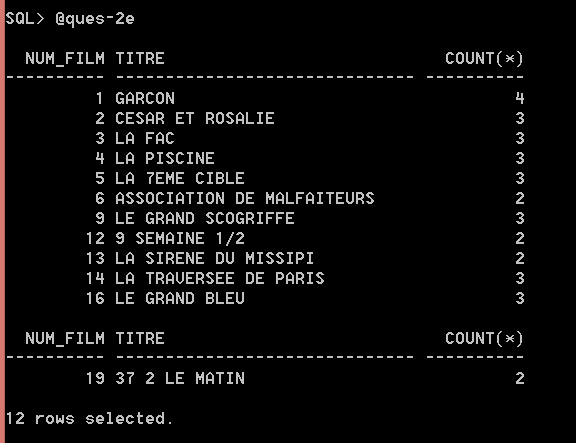 SQL> @ques-2e
NUM_FILM TITRE COUNT(*)
---------- ------------------------------ ----------
1 GARCON 4
2 CESAR ET ROSALIE 3
3 LA FAC 3
4 LA PISCINE 3
5 LA 7EME CIBLE 3
6 ASSOCIATION DE MALFAITEURS 2
9 LE GRAND SCOGRIFFE 3
12 9 SEMAINE 1/2 2
13 LA SIRENE DU MISSIPI 2
14 LA TRAVERSEE DE PARIS 3
16 LE GRAND BLEU 3
NUM_FILM TITRE COUNT(*)
---------- ------------------------------ ----------
19 37 2 LE MATIN 2
12 rows selected.